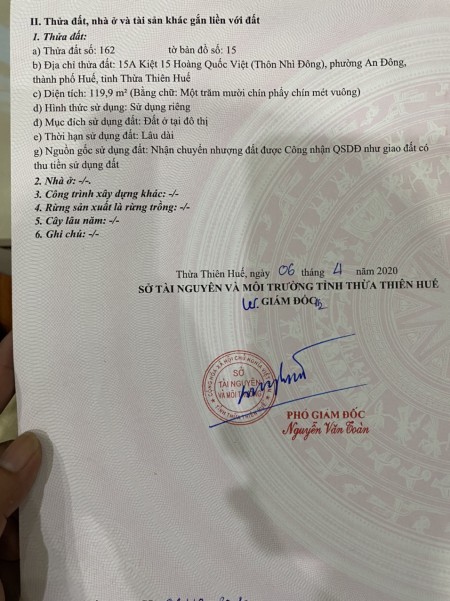 II. Thửa đất, nhà ở và tài sản khác gắn liền với đất
1. Thửa đất:
a) Thửa đất số: 162 tờ bản đồ số: 15
b) Địa chỉ thửa đất: 15A Kiệt 15 Hoàng Quốc Việt (Thôn Nhì Đông), phường An Đông,
thành phố Huế, tỉnh Thừa Thiên Huế
c) Diện tích: 119,9 m² (Bằng chữ: Một trăm mười chín phẩy chín mét vuông)
d) Hình thức sử dụng: Sử dụng riêng
đ) Mục đích sử dụng đất: Đất ở tại đô thị
e) Thời hạn sử dụng đất: Lâu dài
g) Nguồn gốc sử dụng đất: Nhận chuyển nhượng đất được Công nhận QSDĐ như giao đất có
thu tiền sử dụng đất
2. Nhà ở: -/-.
3. Công trình xây dựng khác: -/-
4. Rừng sản xuất là rừng trồng: -/-
5. Cây lâu năm: -/-
6. Ghi chú: -/-
Thừa Thiên Huế, ngày 06 tháng 4 năm 2020
SỞ TÀI NGUYÊN VÀ MÔI TRƯỜNG TỈNH THỪA THIÊN HUẾ
GIÁM ĐỐC
SỞ
TÀI NGUYÊN
VÀ MÔI TRƯỜNG
PHÓ GIÁM ĐỐC
Nguyễn Văn Toàn